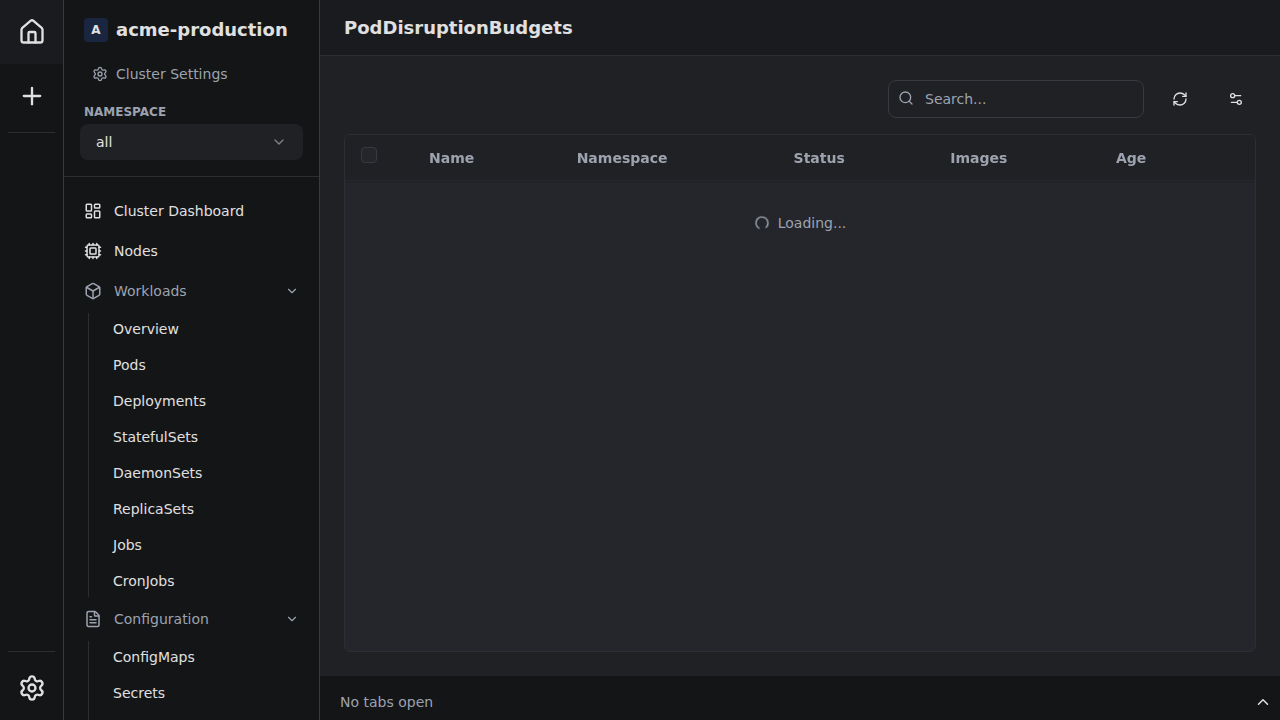 A acme-production
Cluster Settings
NAMESPACE
all
Cluster Dashboard
Nodes
Workloads
Overview
Pods
Deployments
StatefulSets
DaemonSets
ReplicaSets
Jobs
CronJobs
Configuration
ConfigMaps
Secrets
PodDisruptionBudgets
Search...
Name Namespace Status Images Age
Loading...
No tabs open